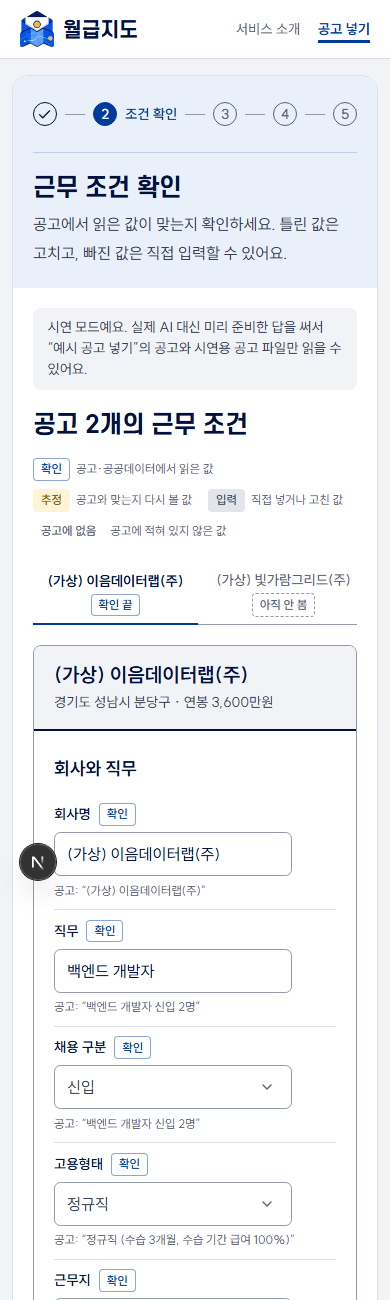 월급지도
서비스 소개
공고 넣기
2 조건 확인 3 4 5
근무 조건 확인
공고에서 읽은 값이 맞는지 확인하세요. 틀린 값은
고치고, 빠진 값은 직접 입력할 수 있어요.
시연 모드예요. 실제 AI 대신 미리 준비한 답을 써서
“예시 공고 넣기”의 공고와 시연용 공고 파일만 읽을 수
있어요.
공고 2개의 근무 조건
확인 공고·공공데이터에서 읽은 값
추정 공고와 맞는지 다시 볼 값 입력 직접 넣거나 고친 값
공고에 없음 공고에 적혀 있지 않은 값
(가상) 이음데이터랩(주)
확인 끝
(가상) 빛가람그리드(주)
아직 안 봄
(가상) 이음데이터랩(주)
경기도 성남시 분당구 · 연봉 3,600만원
회사와 직무
회사명 확인
(가상) 이음데이터랩(주)
N
공고: “(가상) 이음데이터랩(주)”
직무 확인
백엔드 개발자
공고: “백엔드 개발자 신입 2명”
채용 구분 확인
신입
공고: “백엔드 개발자 신입 2명”
고용형태 확인
정규직
공고: “정규직 (수습 3개월, 수습 기간 급여 100%)”
근무지 확인